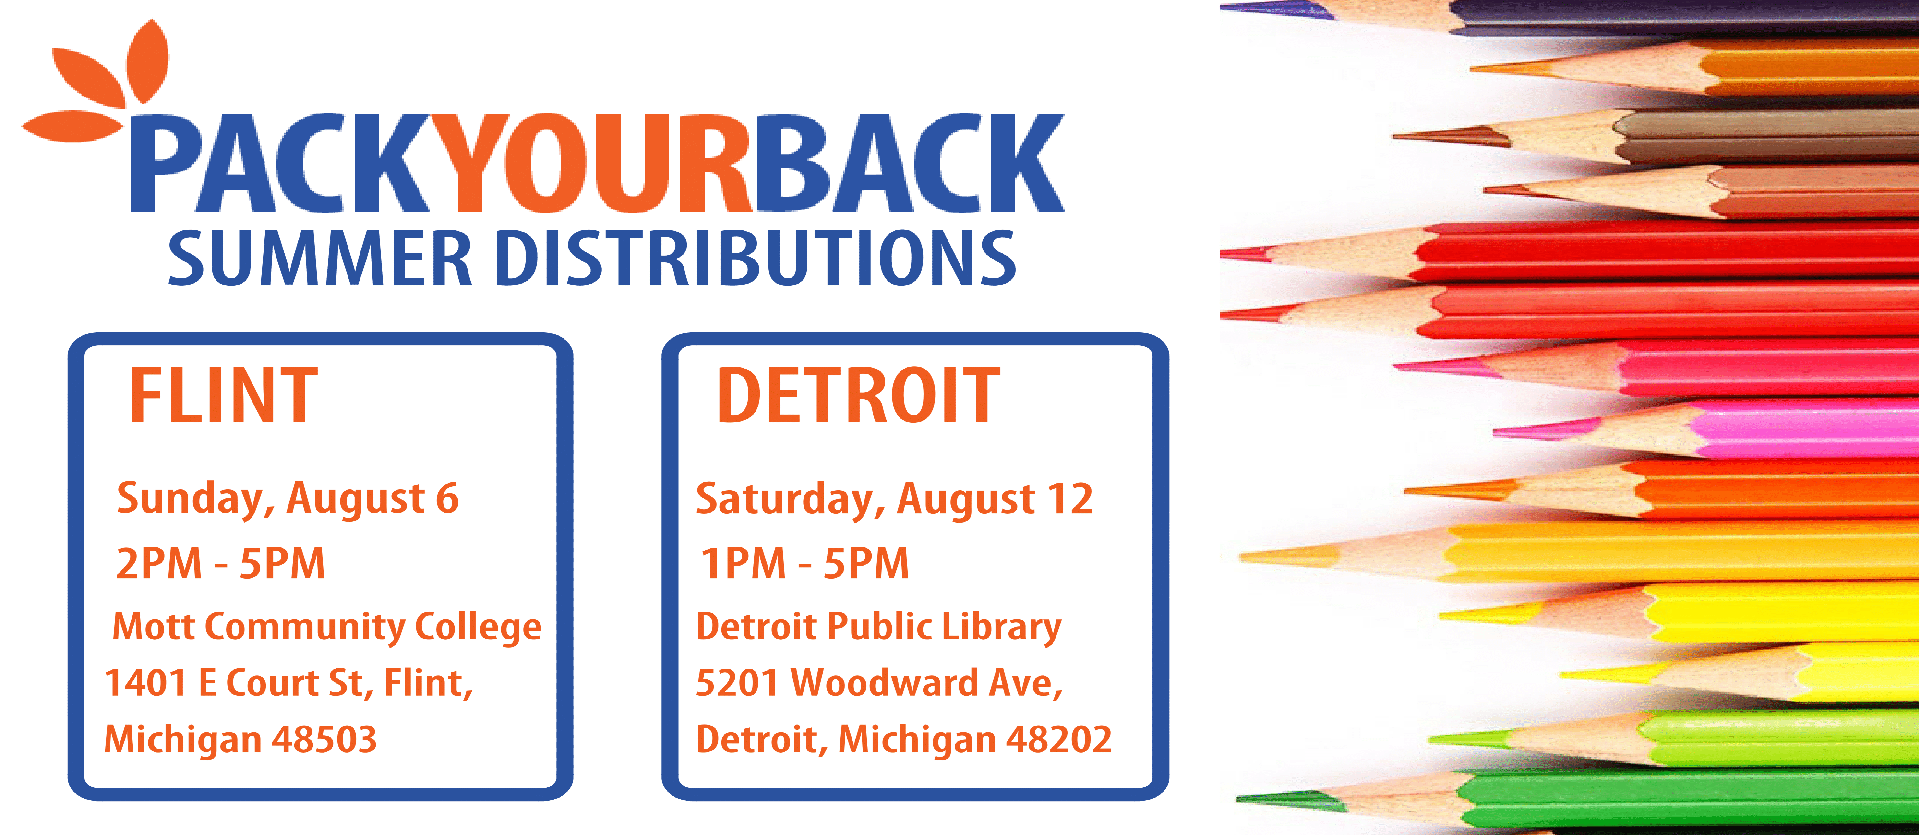 PACKYOURBACK
SUMMER DISTRIBUTIONS
FLINT
Sunday, August 6
2PM - 5PM
Mott Community College
1401 E Court St, Flint,
Michigan 48503
DETROIT
Saturday, August 12
1PM - 5PM
Detroit Public Library
5201 Woodward Ave,
Detroit, Michigan 48202